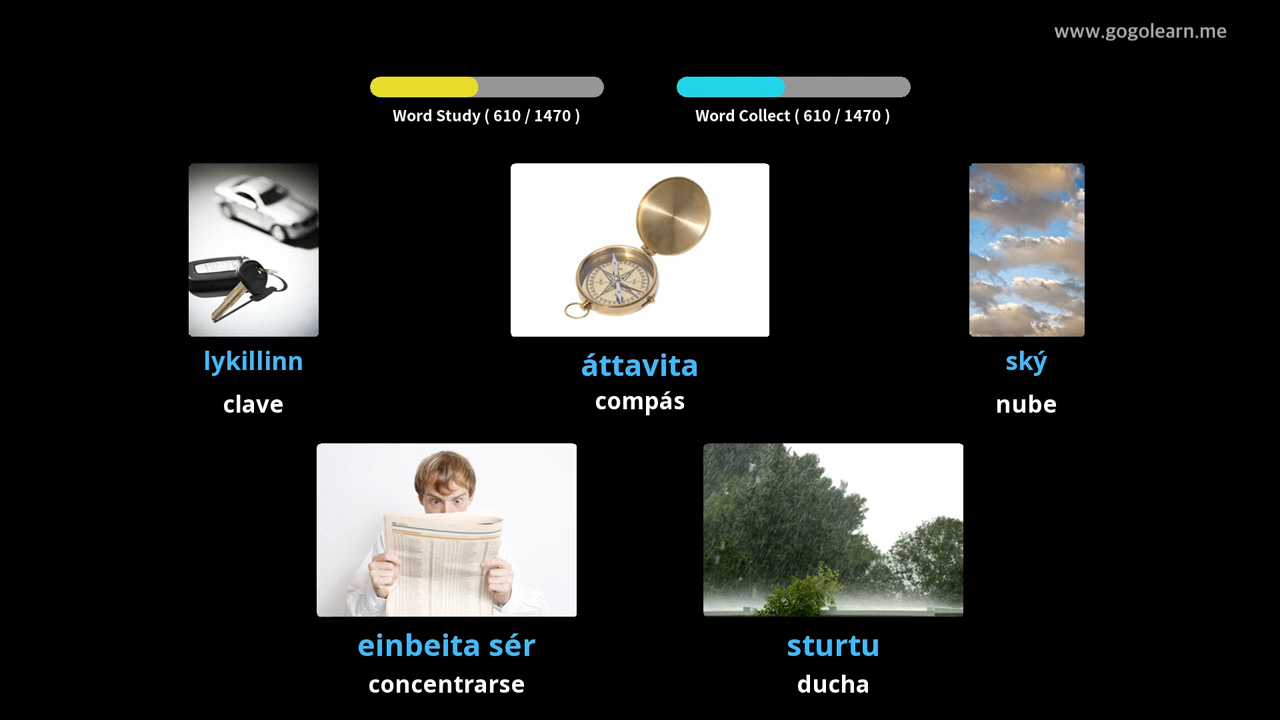 www.gogolearn.me
Word Study ( 610 / 1470 )
Word Collect ( 610 / 1470 )
lykillinn
áttavita
ský
clave
compás
nube
einbeita sér
sturtu
concentrarse
ducha